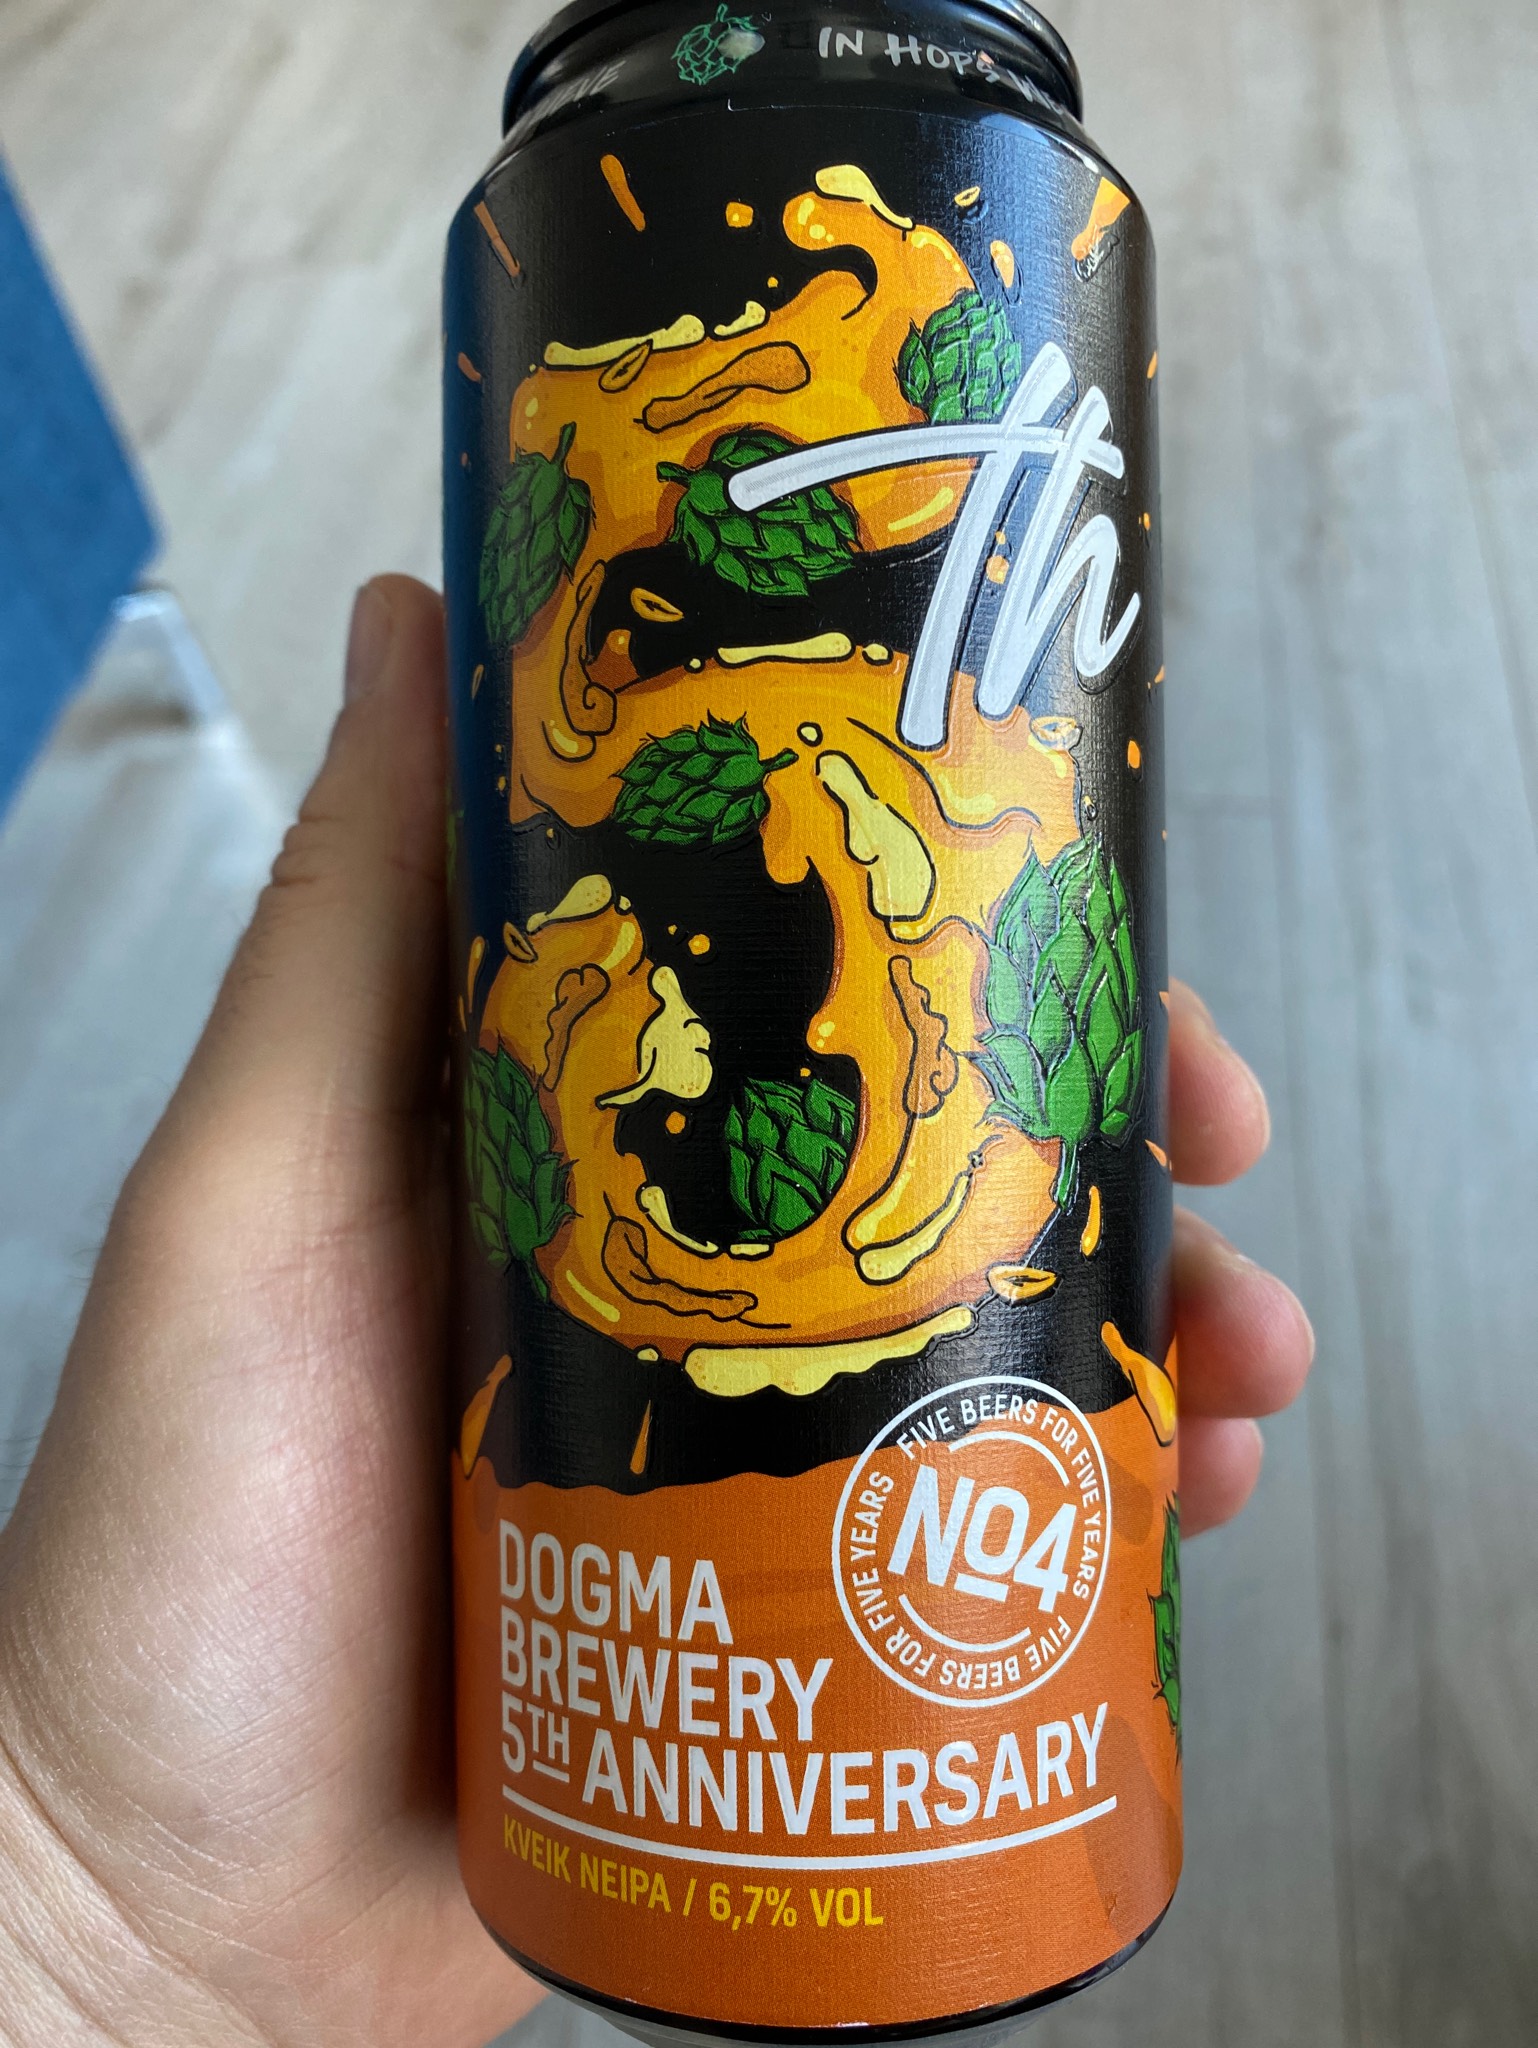 IN HOPS
Th
FIVE BEERS FOR FIVE YEARS
FIVE BEERS FOR FIVE YEARS
No4
DOGMA
BREWERY
5TH ANNIVERSARY
KVEIK NEIPA / 6,7% VOL